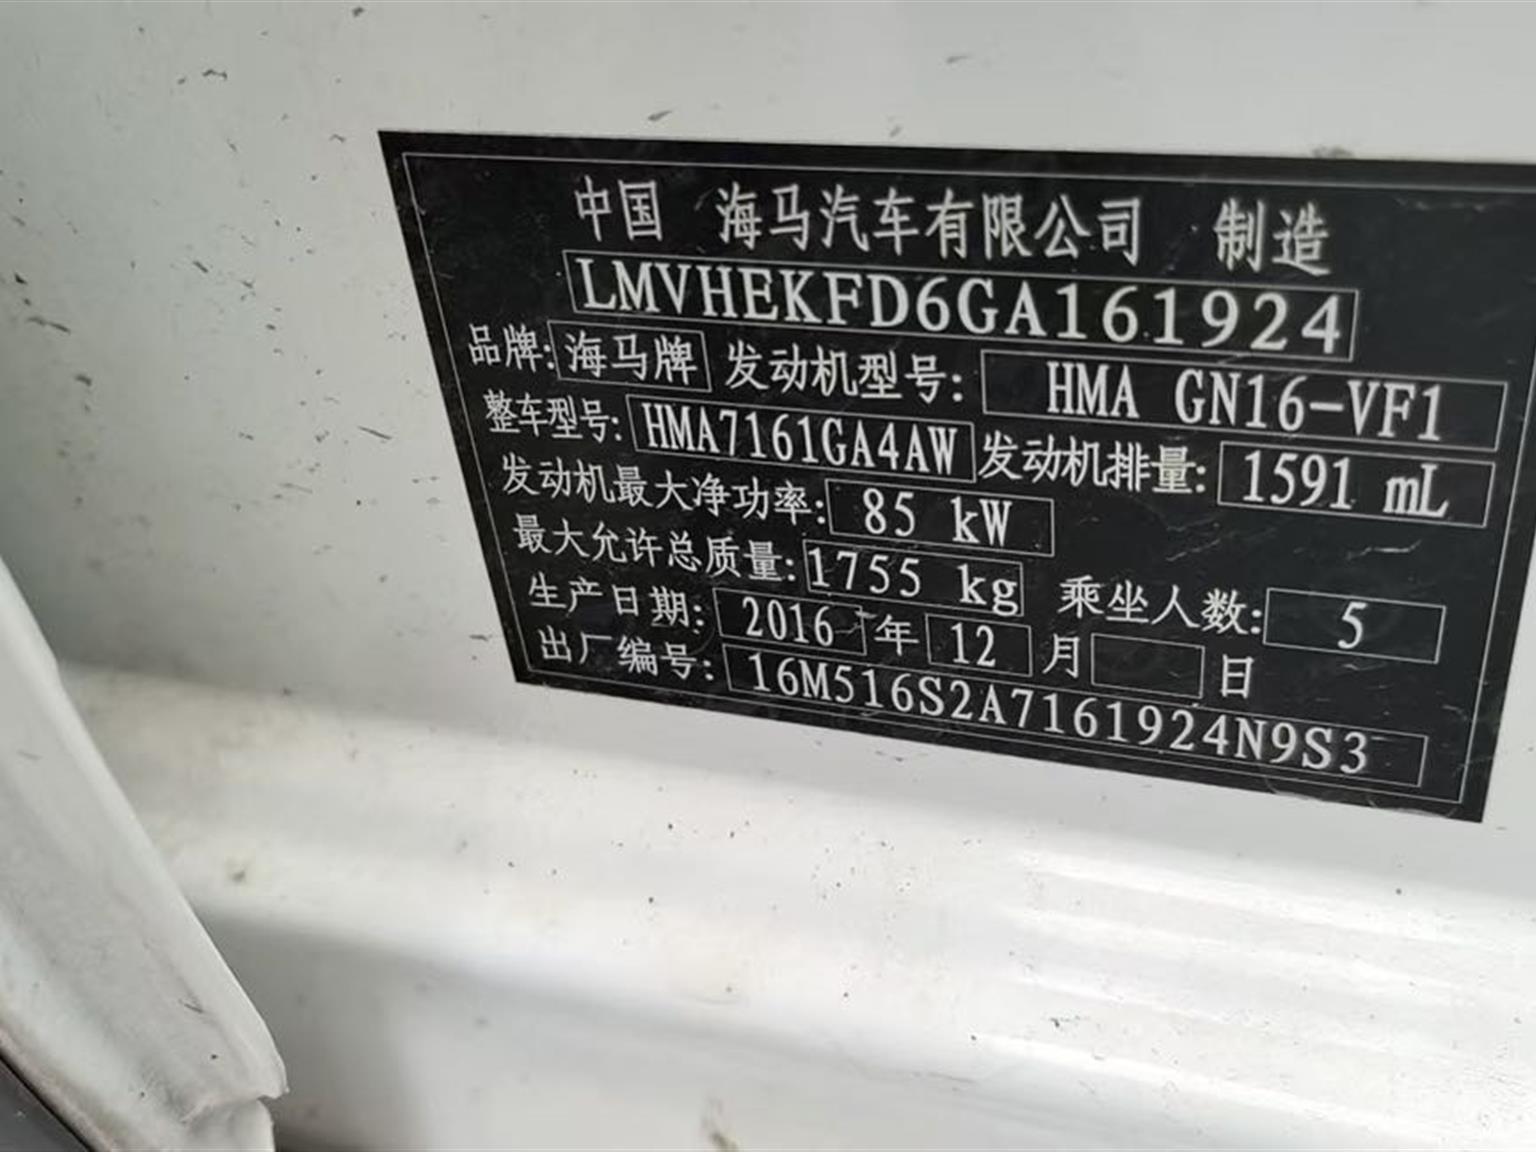 中国 海马汽车有限公司 制造
LMVHEKFD6GA161924
品牌: 海马牌 发动机型号: HMA GN16-VF1
整车型号: HMA7161GA4AW 发动机排量: 1591 mL
发动机最大净功率: 85 kW
最大允许总质量: 1755 kg 乘坐人数: 5
生产日期: 2016 年 12 月 日
出厂编号: 16M516S2A7161924N9S3